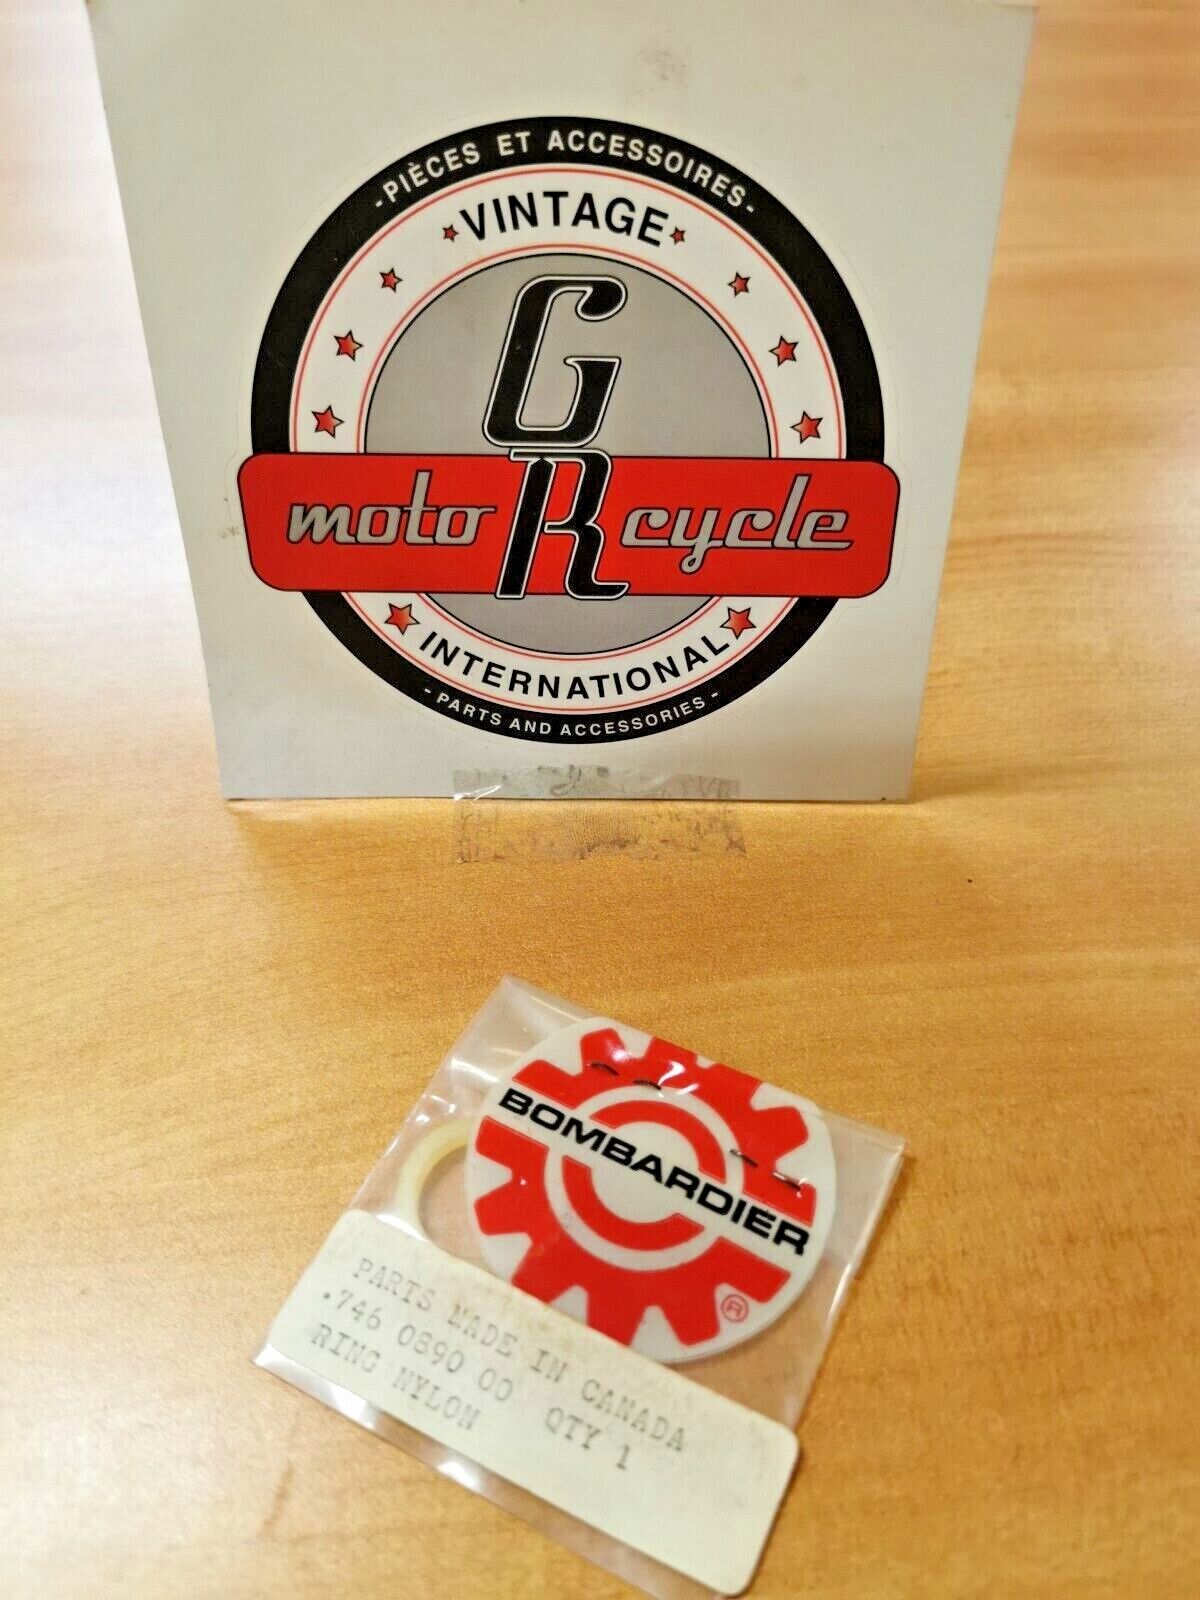 -PIÈCES ET ACCESSOIRES-
VINTAGE
GR
moto cycle
INTERNATIONAL
- PARTS AND ACCESSORIES -
BOMBARDIER
®
PARTS MADE IN CANADA
.746 0890 00 QTY 1
RING NYLON